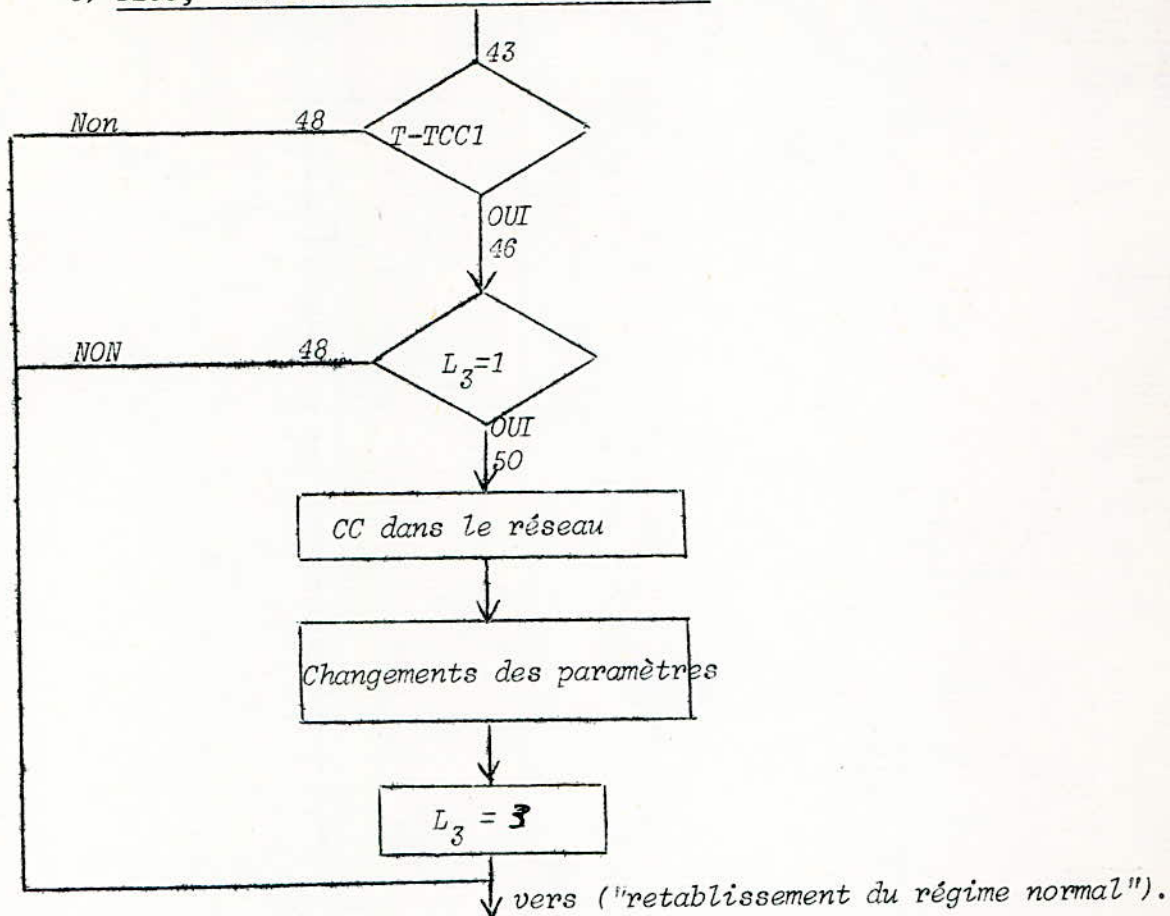 43
Non 48 T-TCC1
OUI
46
NON 48 L3=1
OUI
50
CC dans le réseau
Changements des paramètres
L3 = 3
vers ("retablissement du régime normal").